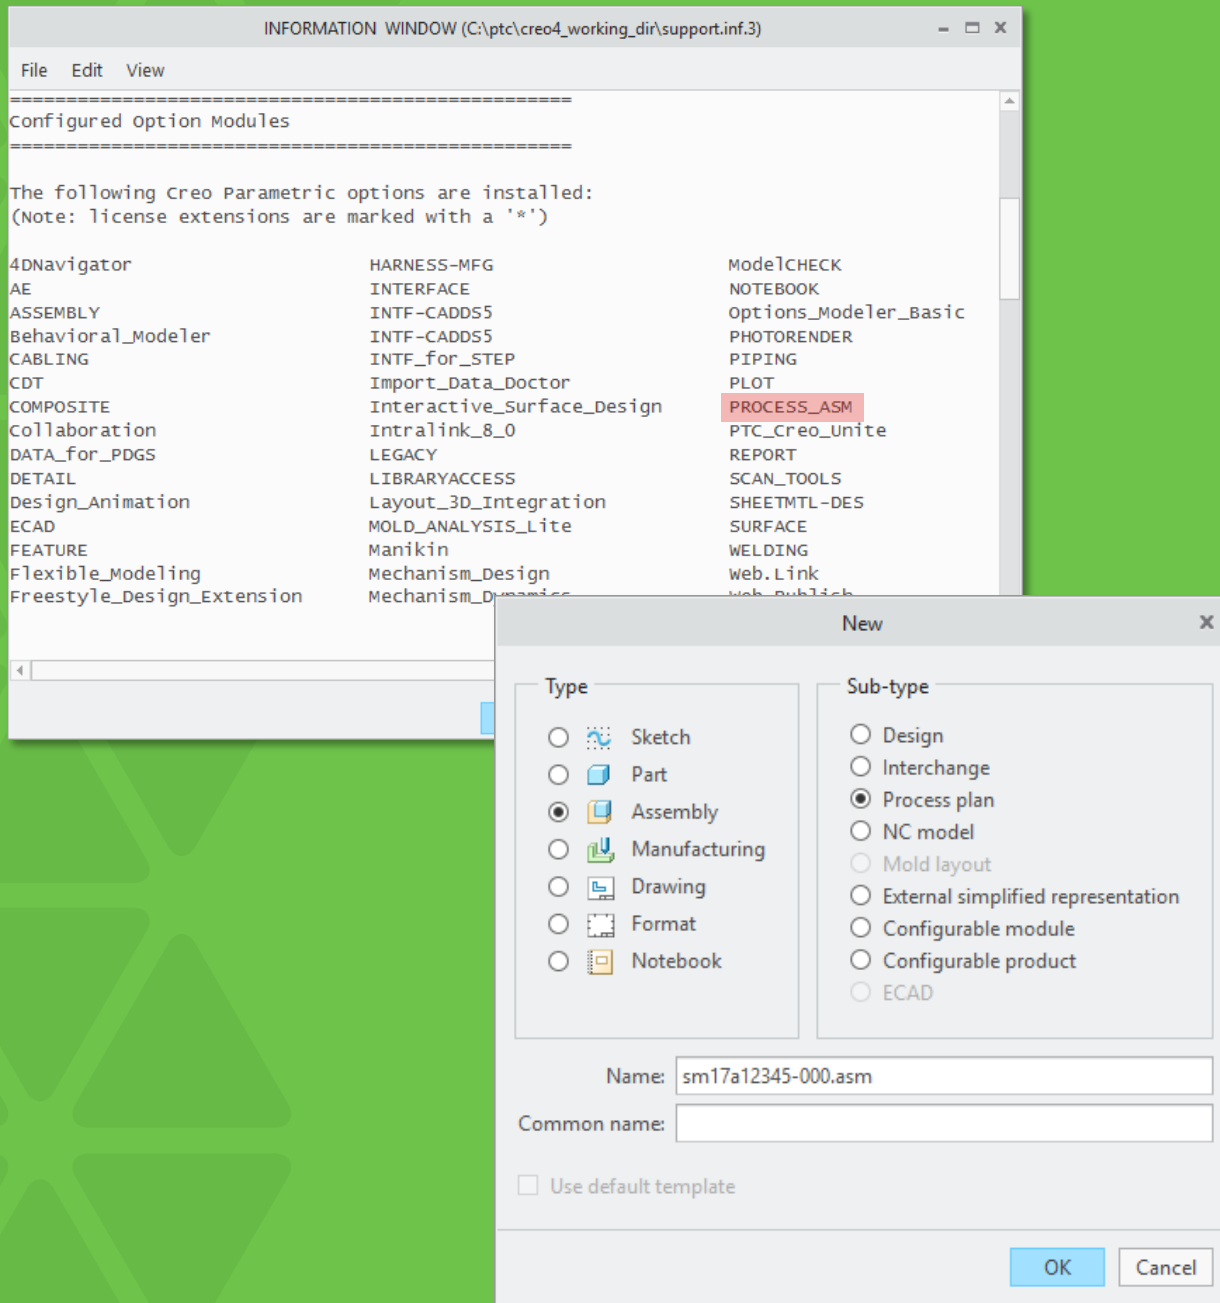 INFORMATION WINDOW (C:\ptc\creo4_working_dir\support.inf.3)
File Edit View
==================================================
Configured Option Modules
==================================================
The following Creo Parametric options are installed:
(Note: license extensions are marked with a '*')
4DNavigator HARNESS-MFG ModelCHECK
AE INTERFACE NOTEBOOK
ASSEMBLY INTF-CADDS5 Options_Modeler_Basic
Behavioral_Modeler INTF-CADDS5 PHOTORENDER
CABLING INTF_for_STEP PIPING
CDT Import_Data_Doctor PLOT
COMPOSITE Interactive_Surface_Design PROCESS_ASM
Collaboration Intralink_8_0 PTC_Creo_Unite
DATA_for_PDGS LEGACY REPORT
DETAIL LIBRARYACCESS SCAN_TOOLS
Design_Animation Layout_3D_Integration SHEETMTL-DES
ECAD MOLD_ANALYSIS_Lite SURFACE
FEATURE Manikin WELDING
Flexible_Modeling Mechanism_Design Web.Link
Freestyle_Design_Extension Mechanism_Dynamics Web.Publish
New
Type
Sketch
Part
Assembly
Manufacturing
Drawing
Format
Notebook
Sub-type
Design
Interchange
Process plan
NC model
Mold layout
External simplified representation
Configurable module
Configurable product
ECAD
Name: sm17a12345-000.asm
Common name:
Use default template
OK Cancel